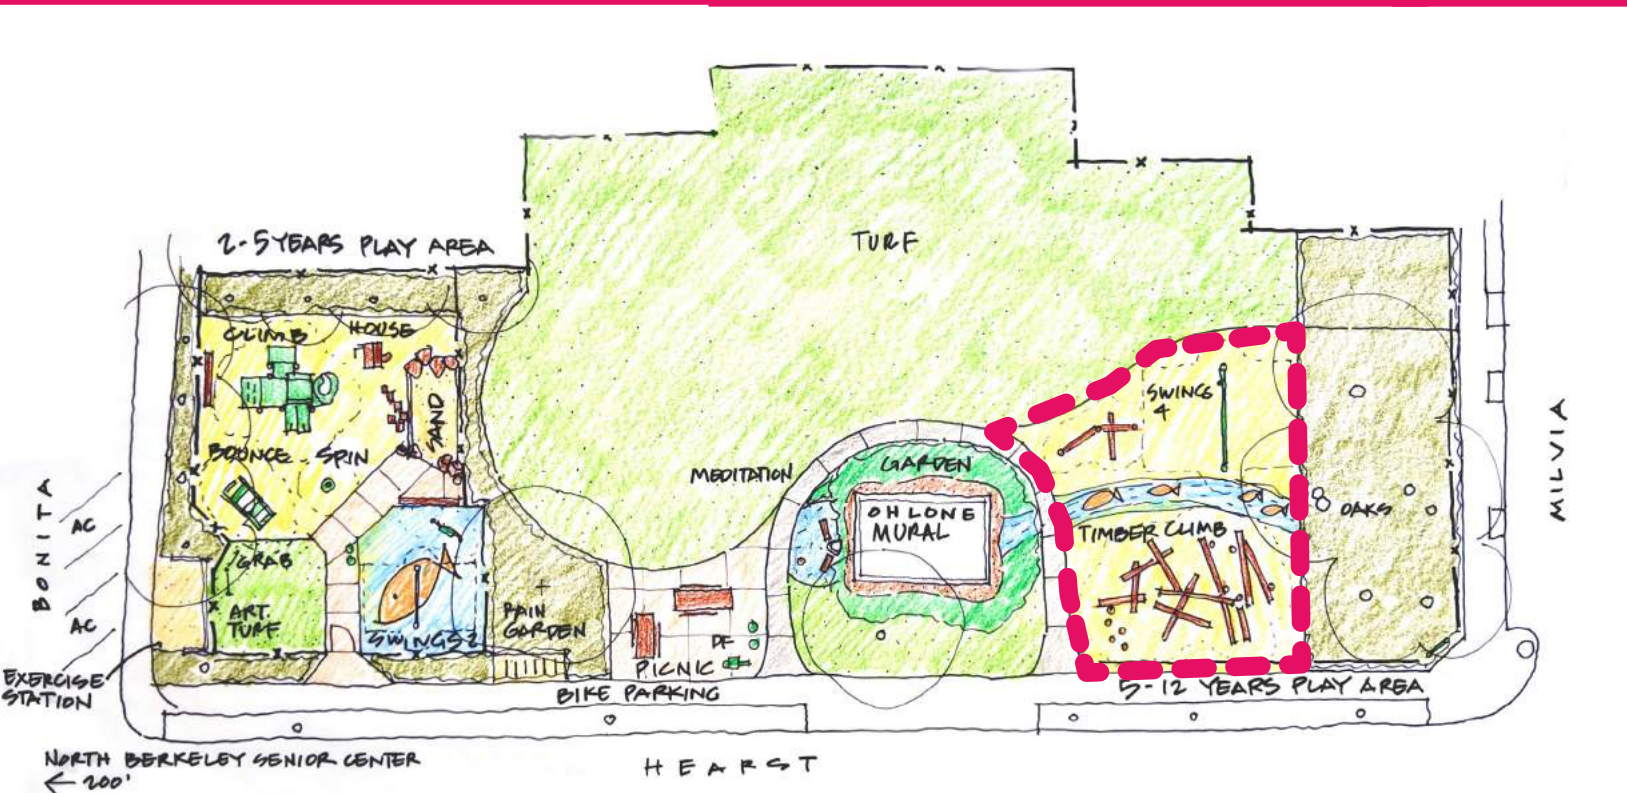 2-5 YEARS PLAY AREA
TURF
CLIMB
HOUSE
SAND
BOUNCE
SPIN
SWINGS
4
MEDITATION
GARDEN
OHLONE
MURAL
OAKS
MILVIA
TIMBER CLIMB
BONITA
AC
AC
GRAB
ART.
TURF
SWINGS 2
RAIN
GARDEN
DF
PICNIC
EXERCISE
STATION
BIKE PARKING
5-12 YEARS PLAY AREA
NORTH BERKELEY SENIOR CENTER
← 200'
HEARST